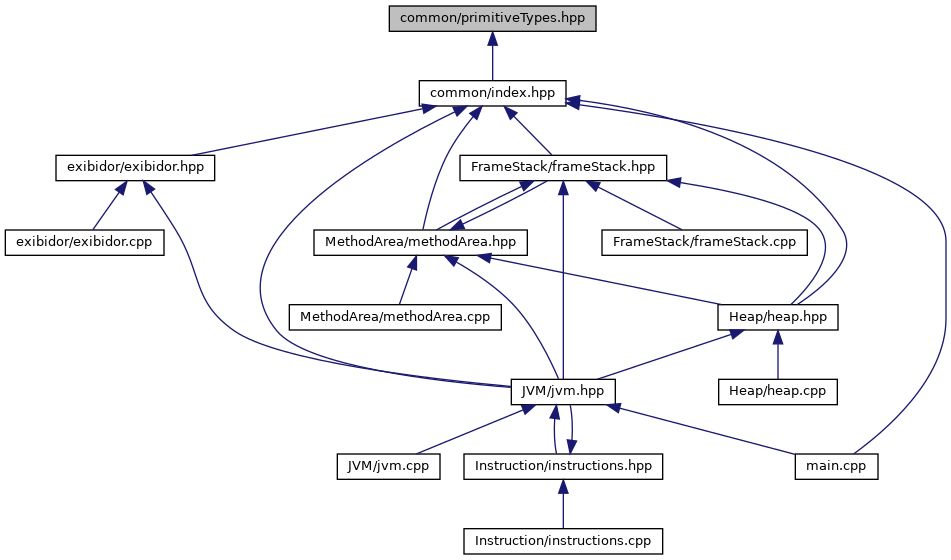 common/primitiveTypes.hpp
common/index.hpp
exibidor/exibidor.hpp
FrameStack/frameStack.hpp
exibidor/exibidor.cpp
MethodArea/methodArea.hpp
FrameStack/frameStack.cpp
MethodArea/methodArea.cpp
Heap/heap.hpp
JVM/jvm.hpp
Heap/heap.cpp
JVM/jvm.cpp
Instruction/instructions.hpp
main.cpp
Instruction/instructions.cpp